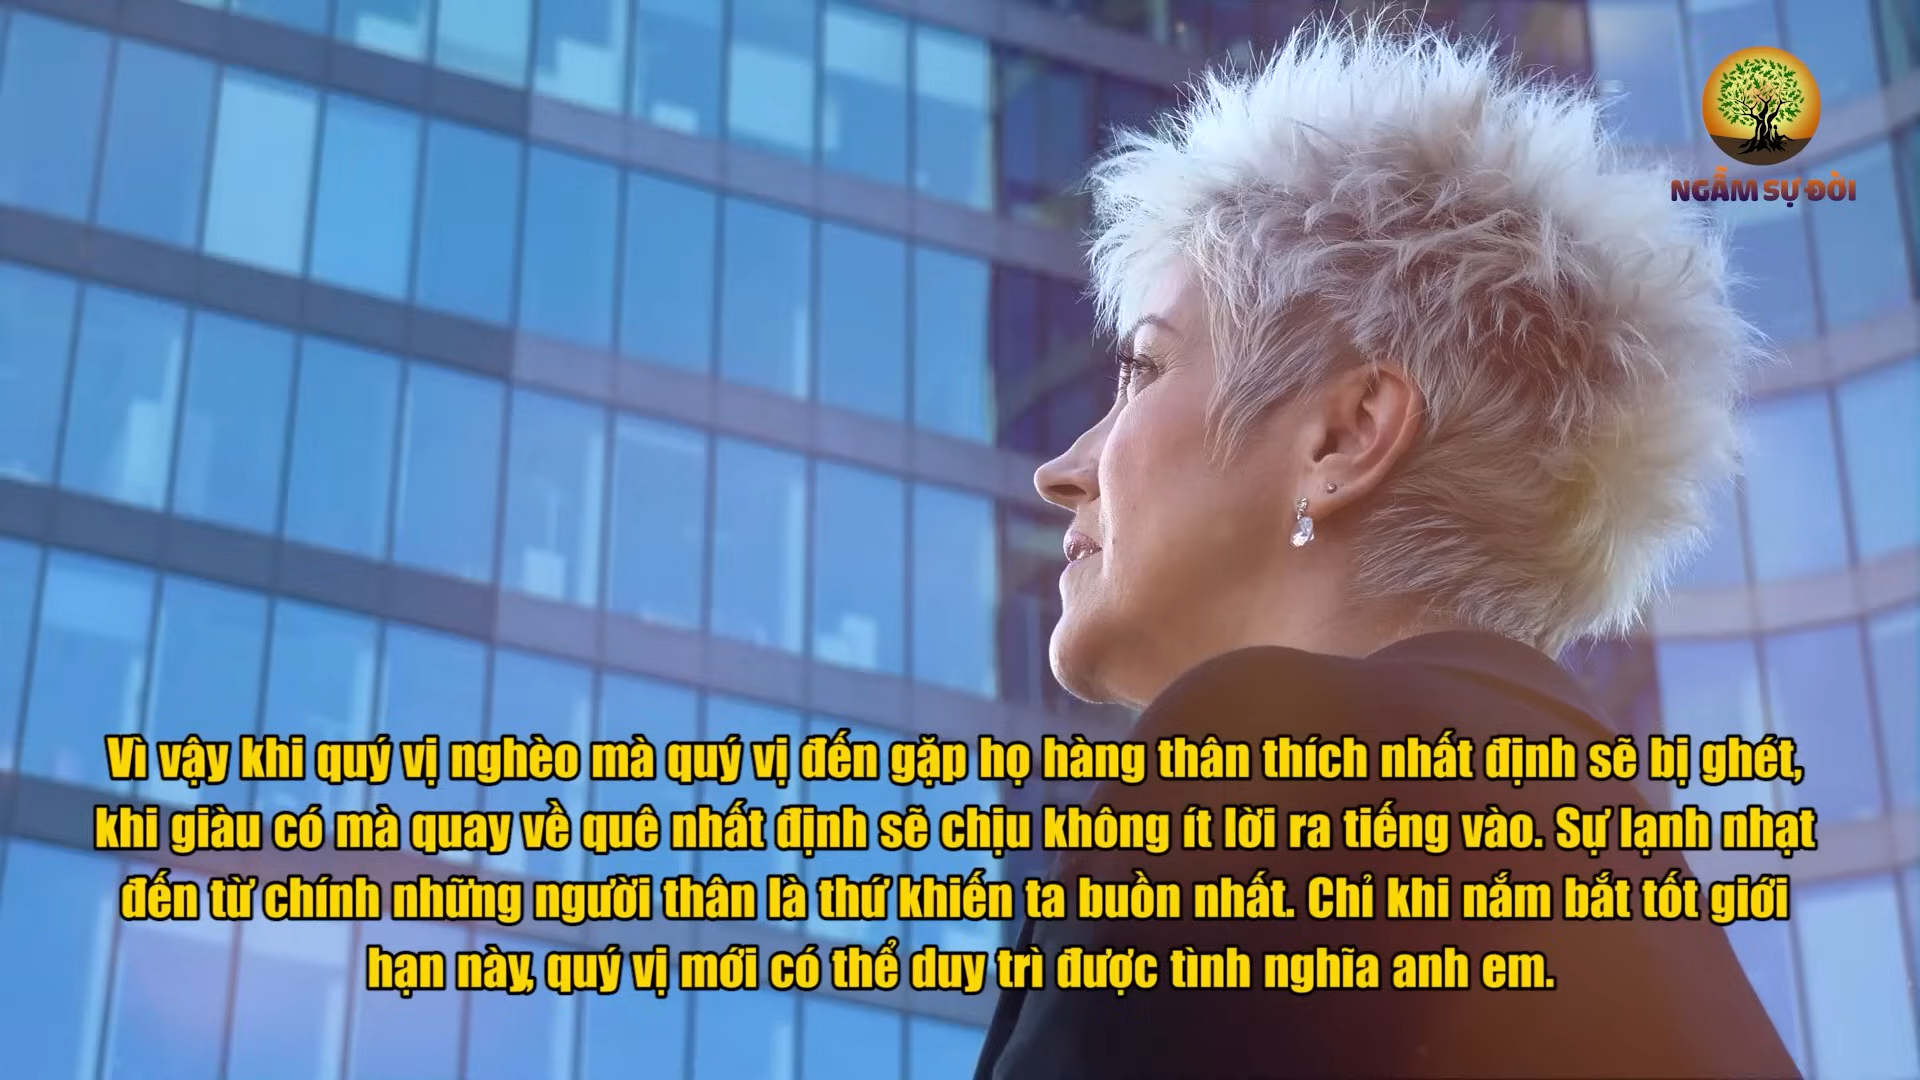 NGẪM SỰ ĐỜI
Vì vậy khi quý vị nghèo mà quý vị đến gặp họ hàng thân thích nhất định sẽ bị ghét,
khi giàu có mà quay về quê nhất định sẽ chịu không ít lời ra tiếng vào. Sự lạnh nhạt
đến từ chính những người thân là thứ khiến ta buồn nhất. Chỉ khi nắm bắt tốt giới
hạn này, quý vị mới có thể duy trì được tình nghĩa anh em.